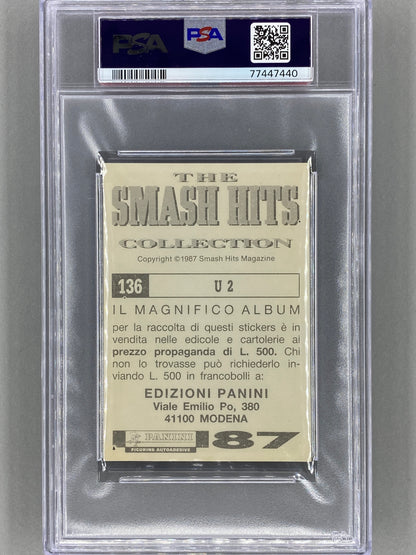 PSA
PSA
77447440
THE
SMASH HITS
COLLECTION
Copyright ©1987 Smash Hits Magazine
136 U 2
IL MAGNIFICO ALBUM
per la raccolta di questi stickers è in
vendita nelle edicole e cartolerie al
prezzo propaganda di L. 500. Chi
non lo trovasse può richiederlo in-
viando L. 500 in francobolli a:
EDIZIONI PANINI
Viale Emilio Po, 380
41100 MODENA
PANINI 87
FIGURINE AUTOADESIVE